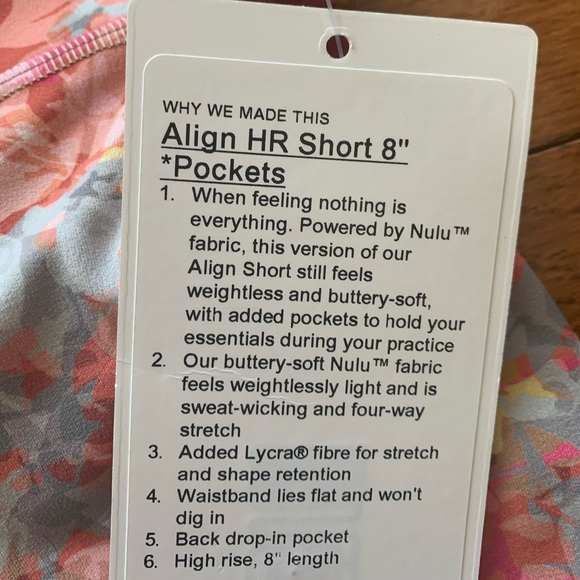 WHY WE MADE THIS
Align HR Short 8"
*Pockets
1. When feeling nothing is
everything. Powered by Nulu™
fabric, this version of our
Align Short still feels
weightless and buttery-soft,
with added pockets to hold your
essentials during your practice
2. Our buttery-soft Nulu™ fabric
feels weightlessly light and is
sweat-wicking and four-way
stretch
3. Added Lycra® fibre for stretch
and shape retention
4. Waistband lies flat and won't
dig in
5. Back drop-in pocket
6. High rise, 8" length